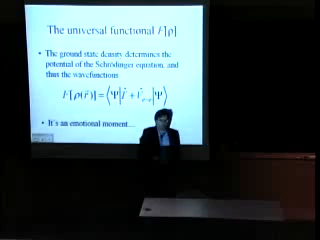 The universal functional F[ρ]
• The ground state density determines the
potential of the Schrödinger equation, and
thus the wavefunctions
F[ρ(r⃗)] = ⟨Ψ|T̂ + V̂ₑ₋ₑ|Ψ⟩
• It's an emotional moment...